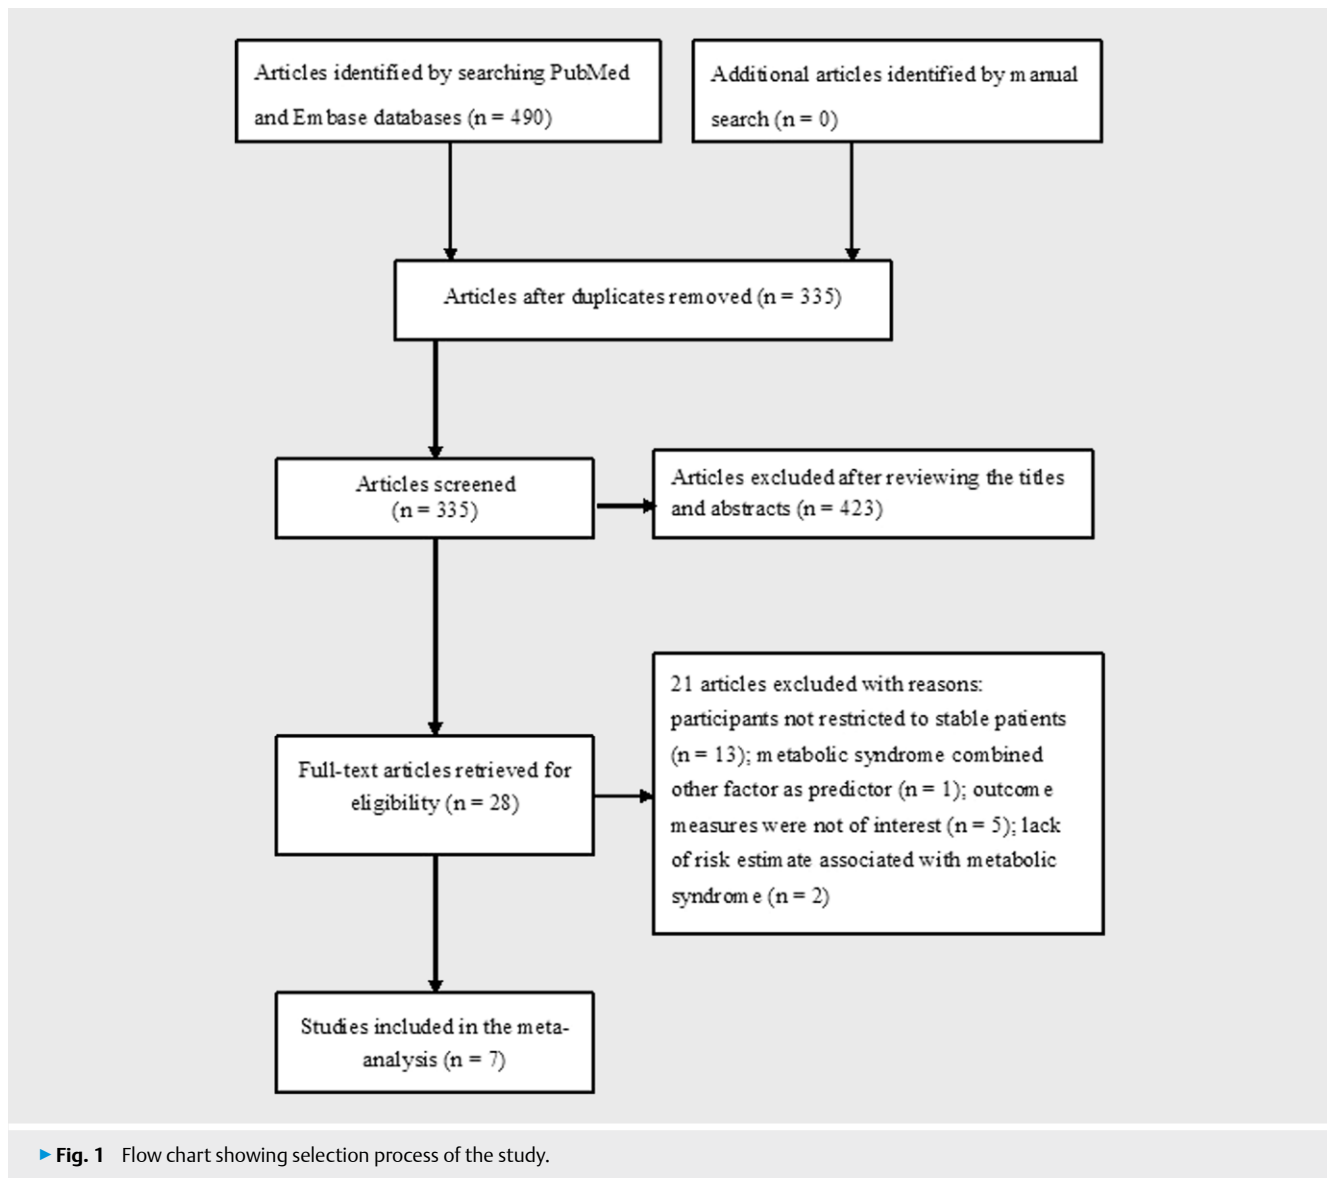 Articles identified by searching PubMed
and Embase databases (n = 490)
Additional articles identified by manual
search (n = 0)
Articles after duplicates removed (n = 335)
Articles screened
(n = 335)
Articles excluded after reviewing the titles
and abstracts (n = 423)
Full-text articles retrieved for
eligibility (n = 28)
21 articles excluded with reasons:
participants not restricted to stable patients
(n = 13); metabolic syndrome combined
other factor as predictor (n = 1); outcome
measures were not of interest (n = 5); lack
of risk estimate associated with metabolic
syndrome (n = 2)
Studies included in the meta-
analysis (n = 7)
▶ Fig. 1 Flow chart showing selection process of the study.